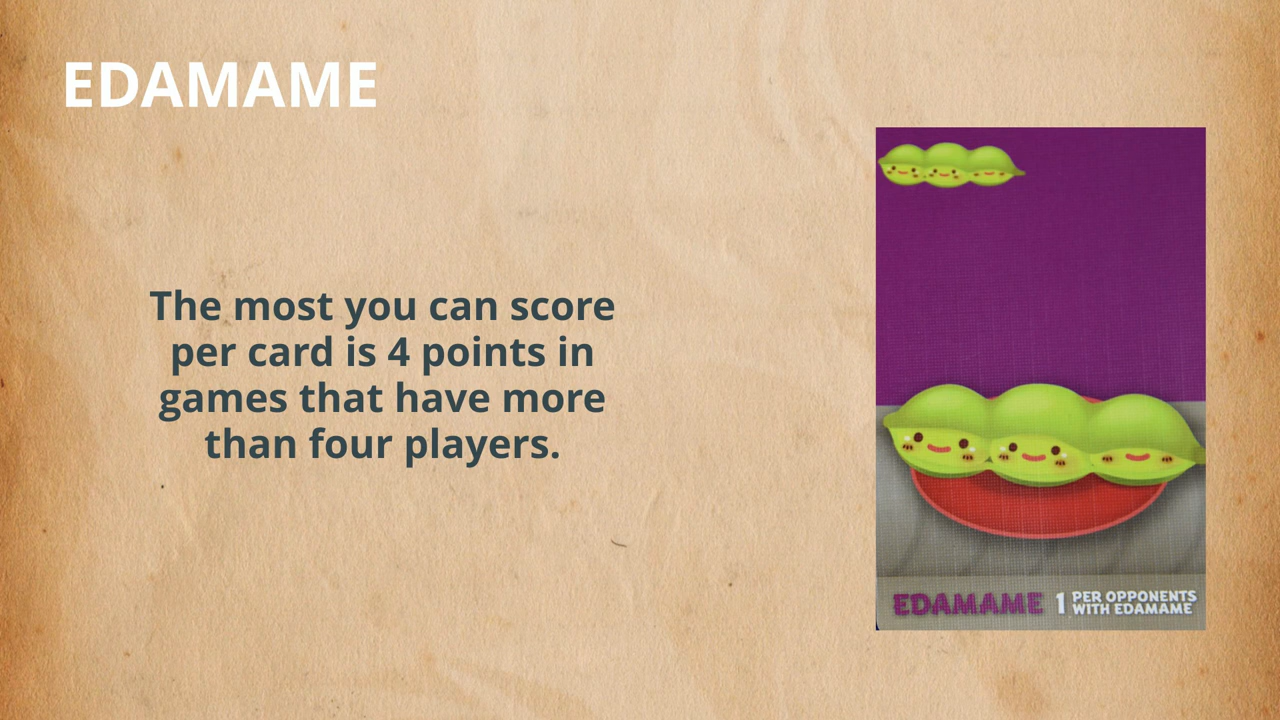 EDAMAME
The most you can score
per card is 4 points in
games that have more
than four players.
EDAMAME 1 PER OPPONENTS
WITH EDAMAME